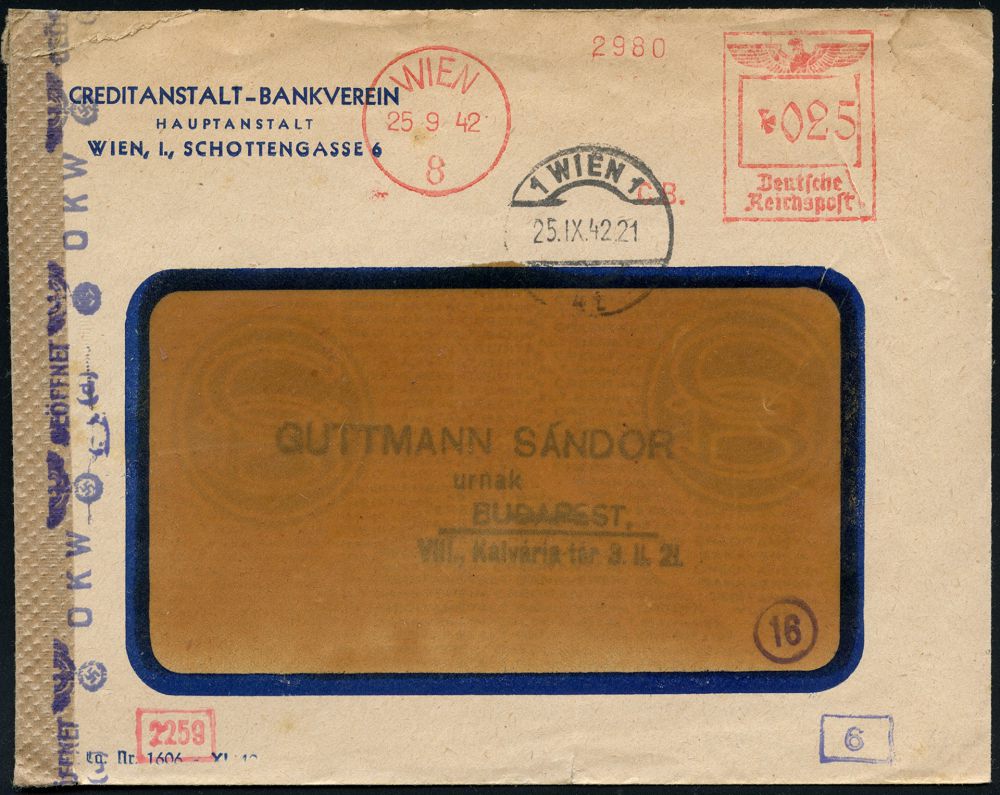 2980
CREDITANSTALT-BANKVEREIN
HAUPTANSTALT
WIEN, I., SCHOTTENGASSE 6
WIEN
25 9 42
8
025
Deutsche
Reichspost
C.B.
1 WIEN 1
25.IX.42.21
GUTTMANN SÁNDOR
urnak
BUDAPEST,
VIII., Kalvária-tér 3. II. 21.
16
OKW
GEÖFFNET
OKW
2259
6
Nr. 1606